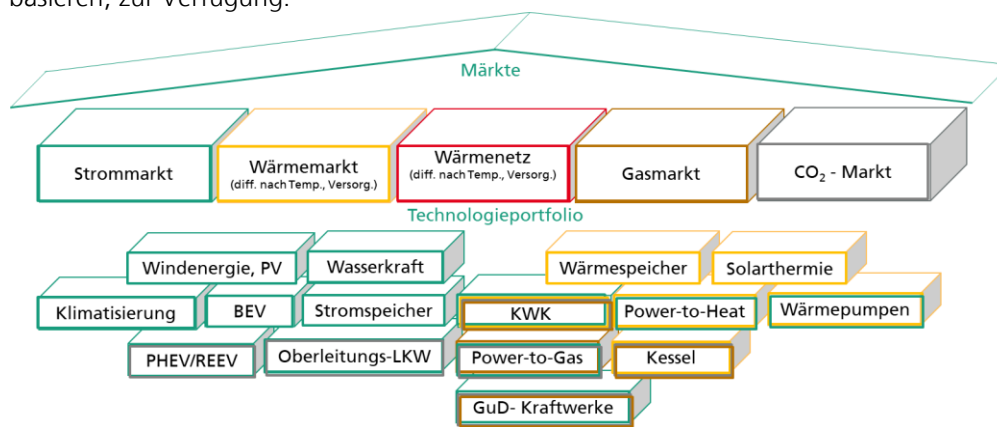 basieren, zur Verfügung.
Märkte
Strommarkt
Wärmemarkt
(diff. nach Temp., Versorg.)
Wärmenetz
(diff. nach Temp., Versorg.)
Gasmarkt
CO₂ - Markt
Technologieportfolio
Windenergie, PV
Wasserkraft
Wärmespeicher
Solarthermie
Klimatisierung
BEV
Stromspeicher
KWK
Power-to-Heat
Wärmepumpen
PHEV/REEV
Oberleitungs-LKW
Power-to-Gas
Kessel
GuD- Kraftwerke